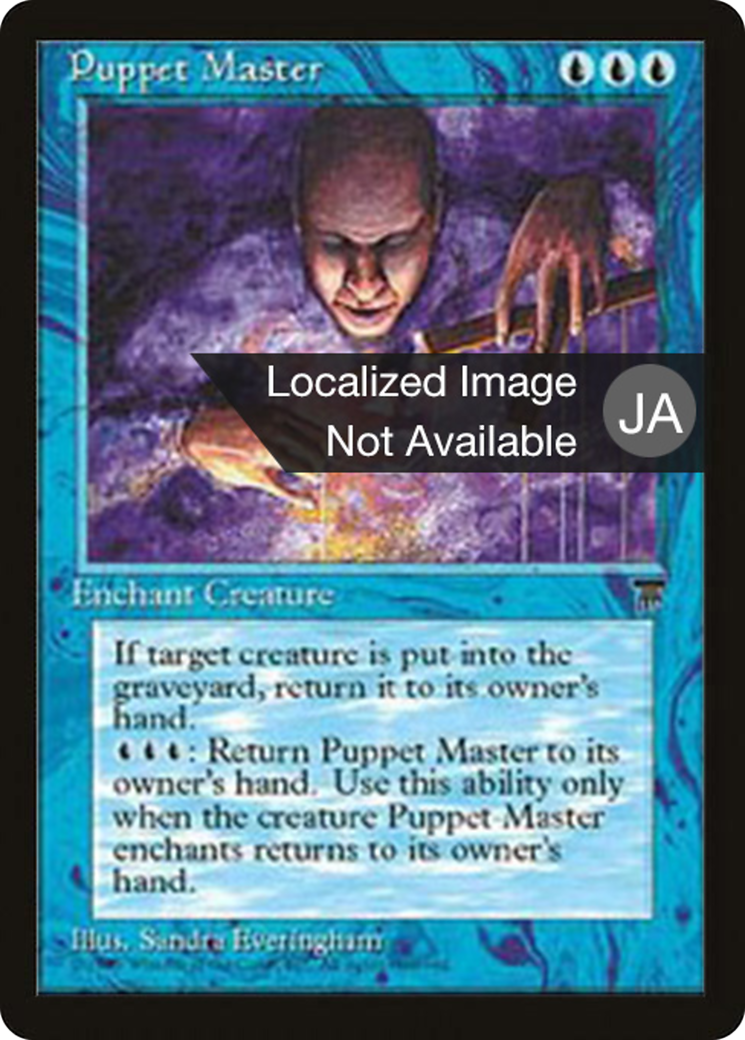 Puppet Master
Localized Image
Not Available
JA
Enchant Creature
If target creature is put into the
graveyard, return it to its owner's
hand.
: Return Puppet Master to its
owner's hand. Use this ability only
when the creature Puppet Master
enchants returns to its owner's
hand.
Illus. Sandra Everingham